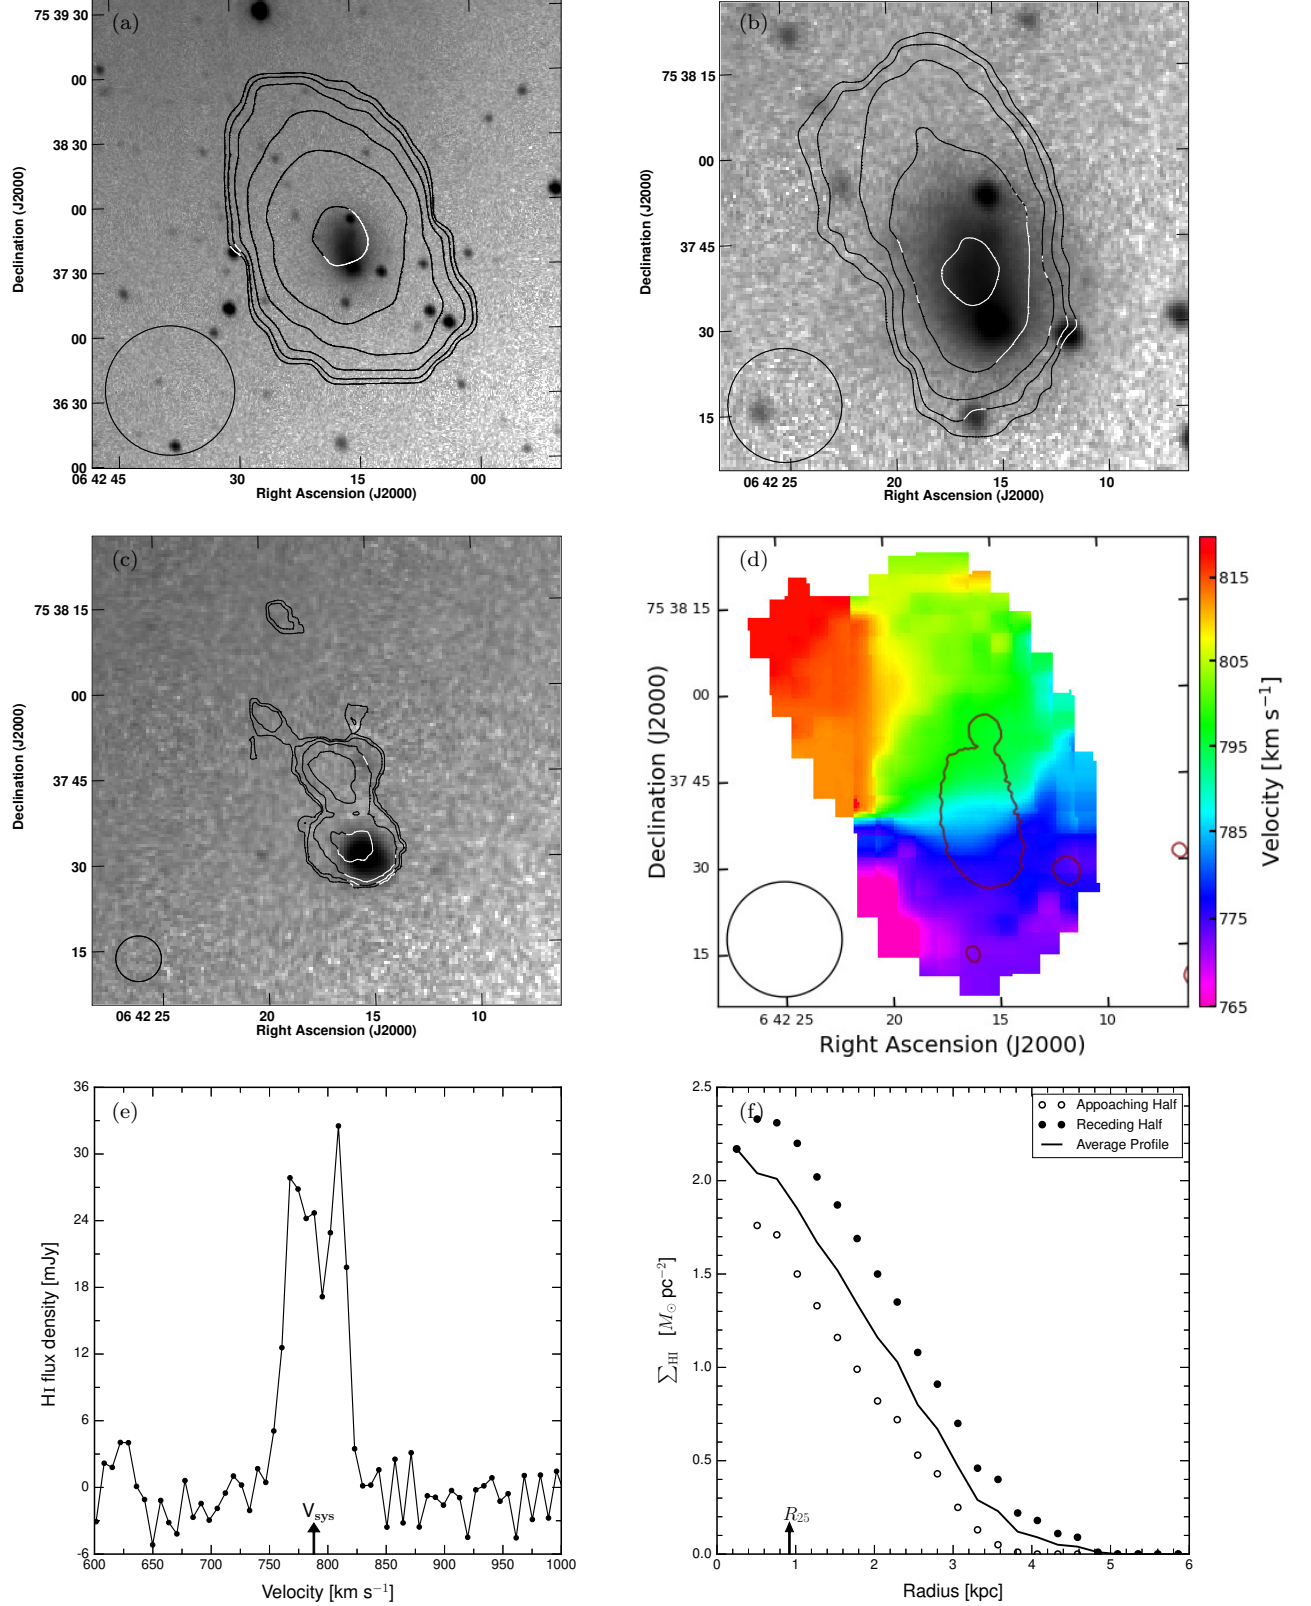 (a)
75 39 30
00
38 30
00
37 30
00
36 30
00
06 42 45
30
15
00
Declination (J2000)
Right Ascension (J2000)
(b)
75 38 15
00
37 45
30
15
06 42 25
20
15
10
Declination (J2000)
Right Ascension (J2000)
(c)
75 38 15
00
37 45
30
15
06 42 25
20
15
10
Declination (J2000)
Right Ascension (J2000)
(d)
75 38 15
00
37 45
30
15
6 42 25
20
15
10
Declination (J2000)
Right Ascension (J2000)
815
805
795
785
775
765
Velocity [km s−1]
(e)
36
30
24
18
12
6
0
-6
600
650
700
750
800
850
900
950
1000
HI flux density [mJy]
Velocity [km s−1]
Vsys
(f)
Appoaching Half
Receding Half
Average Profile
2.5
2.0
1.5
1.0
0.5
0.0
0
1
2
3
4
5
6
ΣHI [M⊙ pc−2]
R25
Radius [kpc]